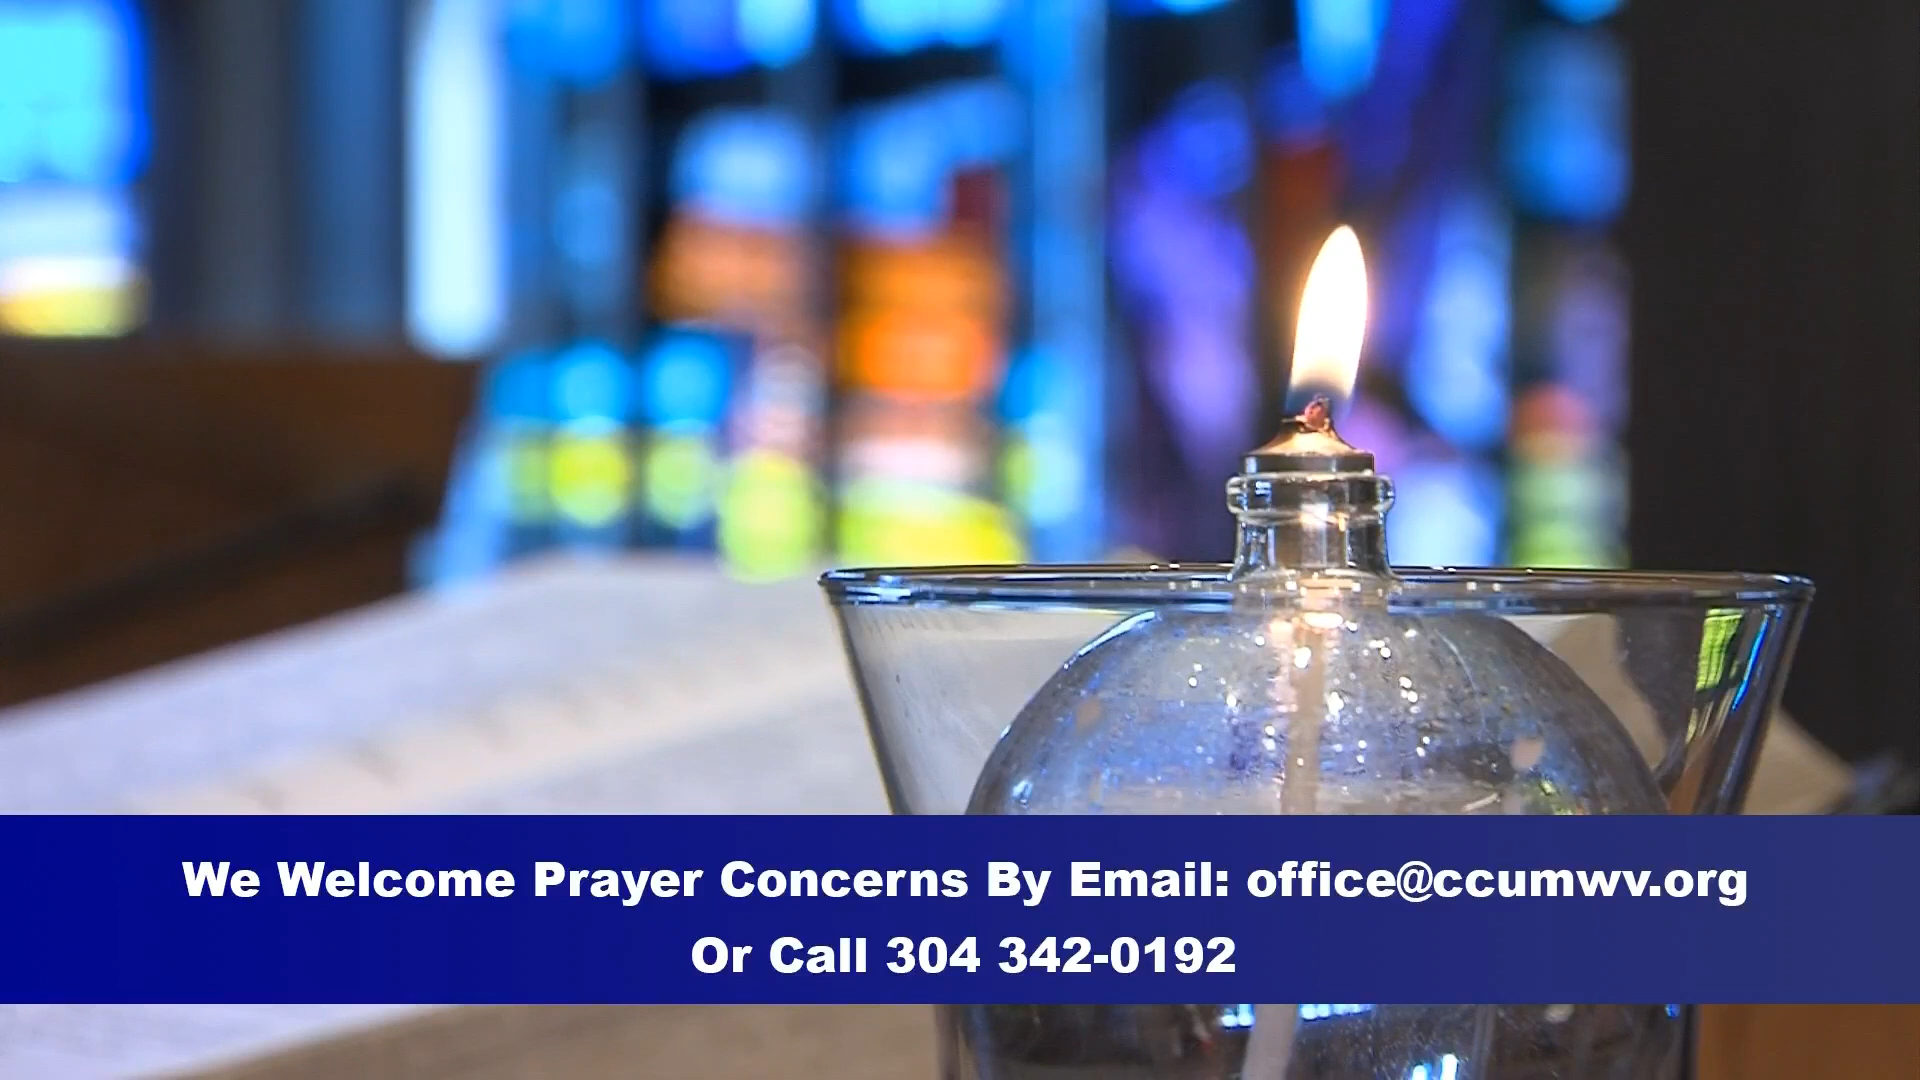 We Welcome Prayer Concerns By Email: office@ccumwv.org
Or Call 304 342-0192